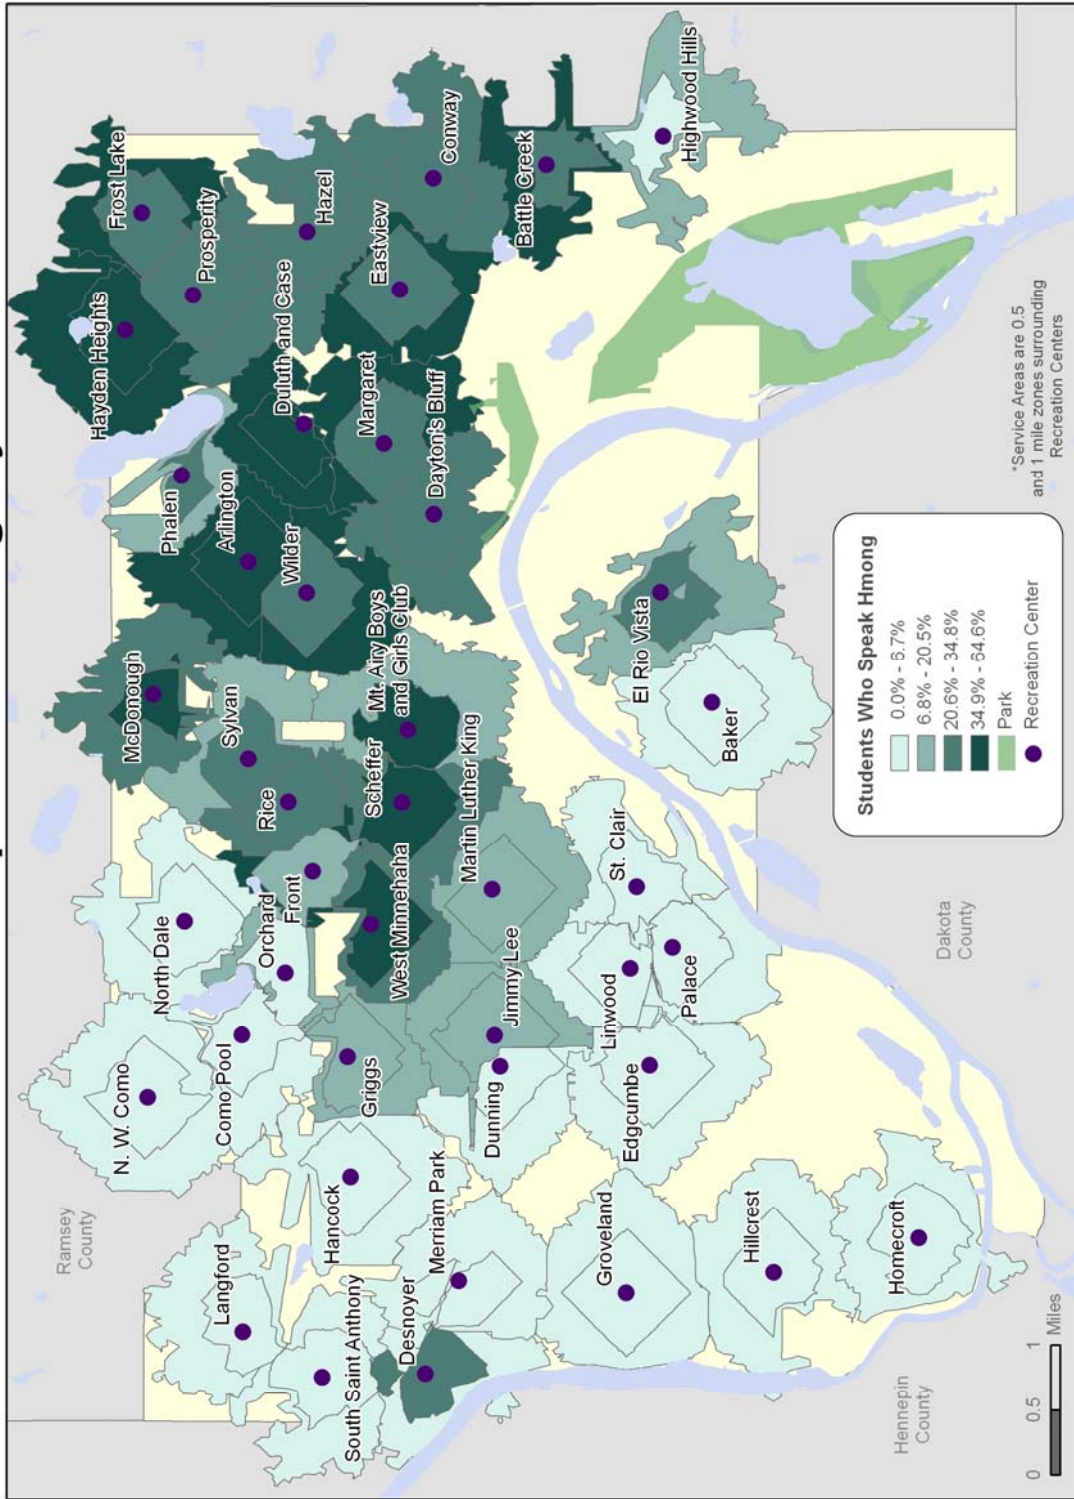 Ramsey
County
N. W. Como
North Dale
McDonough
Phalen
Hayden Heights
Frost Lake
Langford
Como Pool
Orchard
Front
Rice
Sylvan
Arlington
Wilder
Duluth and Case
Prosperity
Hazel
South Saint Anthony
Hancock
Griggs
West Minnehaha
Scheffer
Mt. Airy Boys
and Girls Club
Margaret
Dayton's Bluff
Eastview
Conway
Desnoyer
Merriam Park
Dunning
Jimmy Lee
Martin Luther King
Battle Creek
Groveland
Edgcumbe
Linwood
Palace
St. Clair
El Rio Vista
Baker
Highwood Hills
Hillcrest
Homecroft
Hennepin
County
Dakota
County
Students Who Speak Hmong
0.0% - 6.7%
6.8% - 20.5%
20.6% - 34.8%
34.9% - 64.6%
Park
Recreation Center
*Service Areas are 0.5
and 1 mile zones surrounding
Recreation Centers
0 0.5 1
Miles